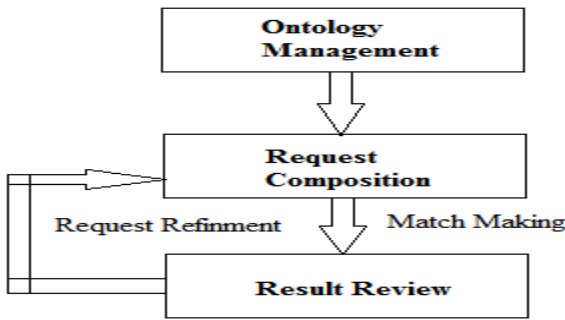 Ontology
Management
Request
Composition
Request Refinment
Match Making
Result Review